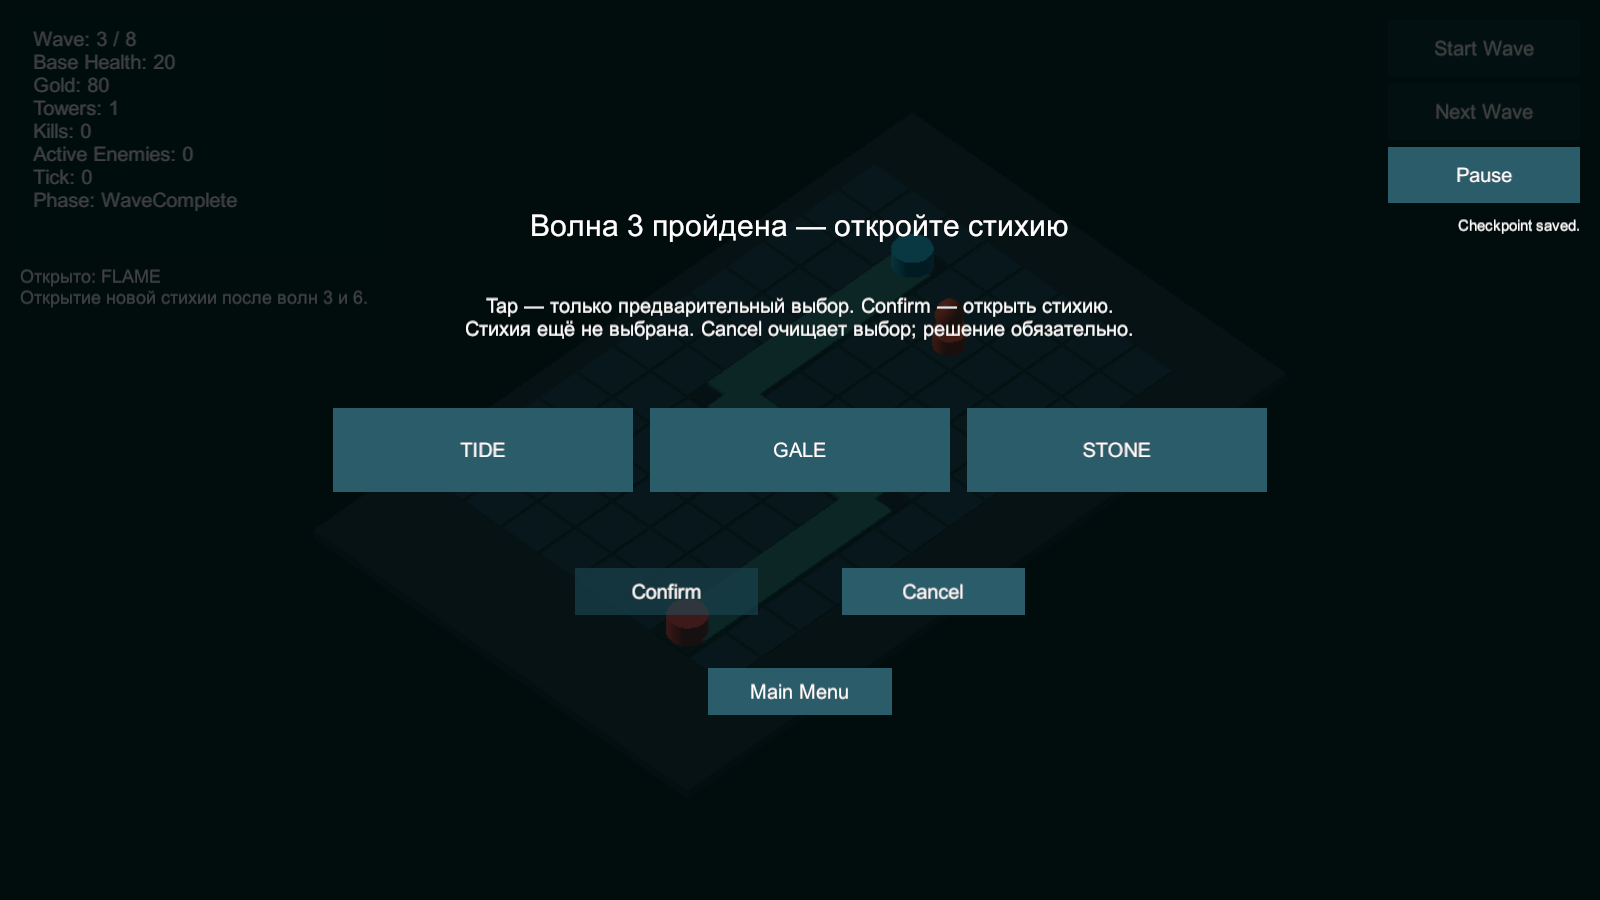 Wave: 3 / 8
Base Health: 20
Gold: 80
Towers: 1
Kills: 0
Active Enemies: 0
Tick: 0
Phase: WaveComplete
Start Wave
Next Wave
Pause
Checkpoint saved.
Открыто: FLAME
Открытие новой стихии после волн 3 и 6.
Волна 3 пройдена — откройте стихию
Тар — только предварительный выбор. Confirm — открыть стихию.
Стихия ещё не выбрана. Cancel очищает выбор; решение обязательно.
TIDE
GALE
STONE
Confirm
Cancel
Main Menu